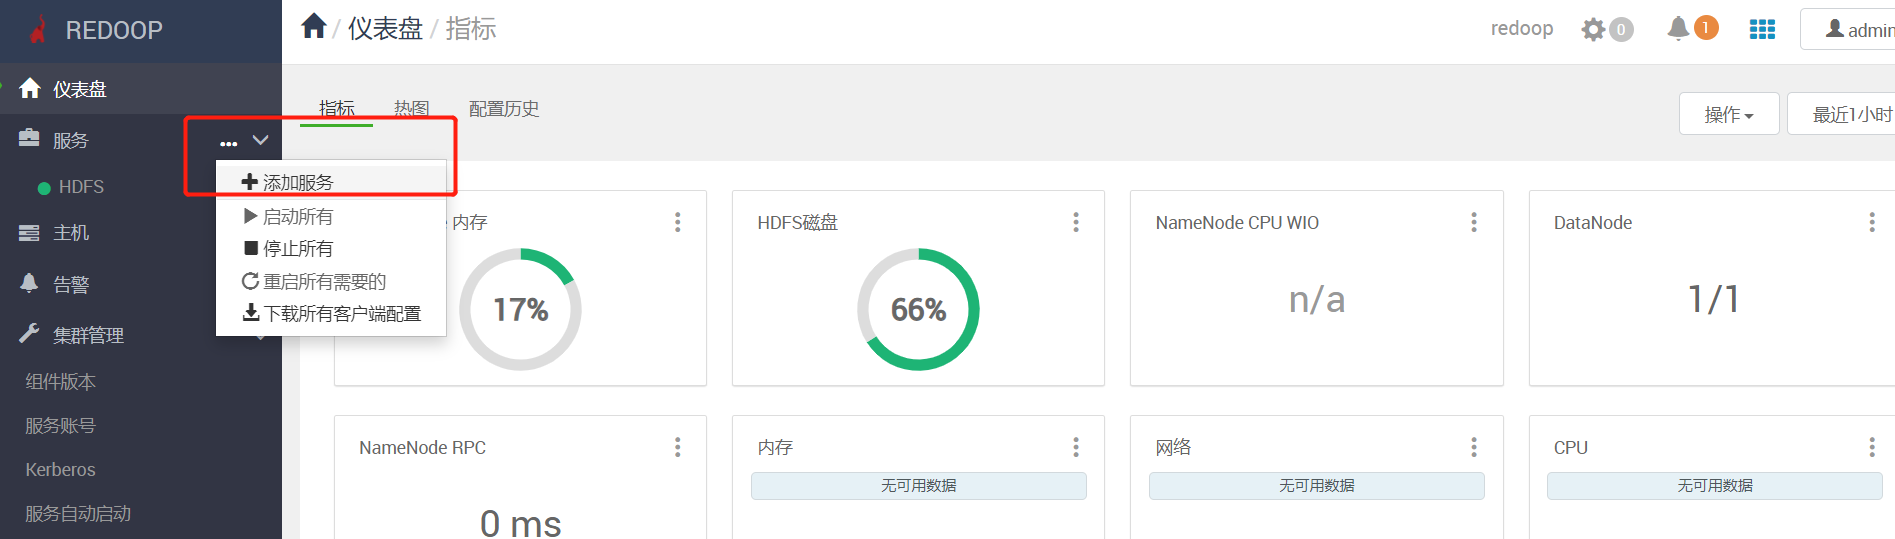 REDOOP
仪表盘
服务
HDFS
主机
告警
集群管理
组件版本
服务账号
Kerberos
服务自动启动
/ 仪表盘 / 指标
redoop
0
1
admin
指标
热图
配置历史
操作
最近1小时
添加服务
启动所有
停止所有
重启所有需要的
下载所有客户端配置
内存
17%
HDFS磁盘
66%
NameNode CPU WIO
n/a
DataNode
1/1
NameNode RPC
0 ms
内存
无可用数据
网络
无可用数据
CPU
无可用数据